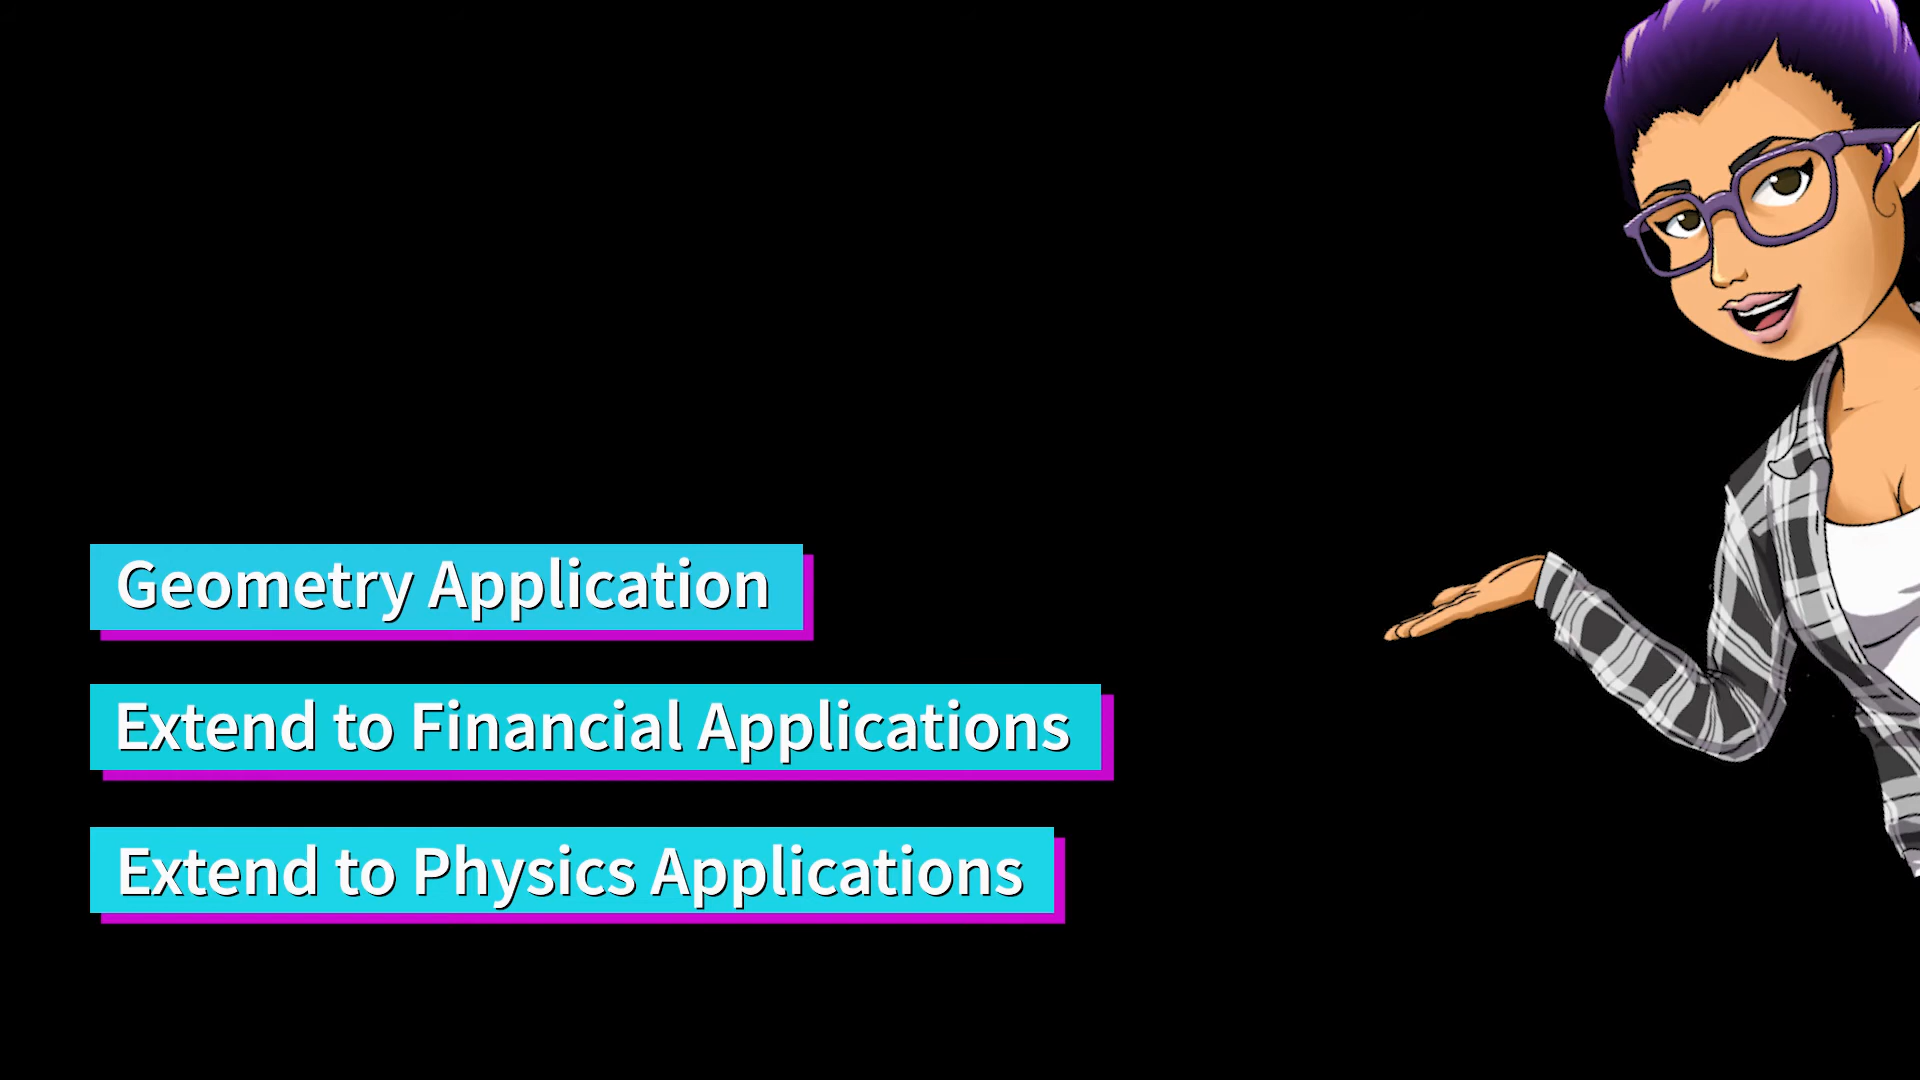 Geometry Application
Extend to Financial Applications
Extend to Physics Applications